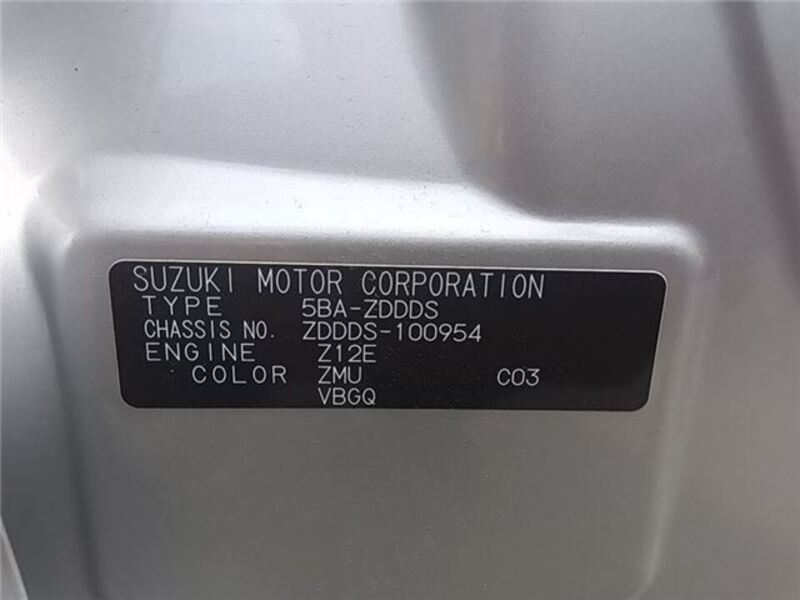 SUZUKI MOTOR CORPORATION
TYPE 5BA-ZDDDS
CHASSIS NO. ZDDDS-100954
ENGINE Z12E
COLOR ZMU C03
VBGQ